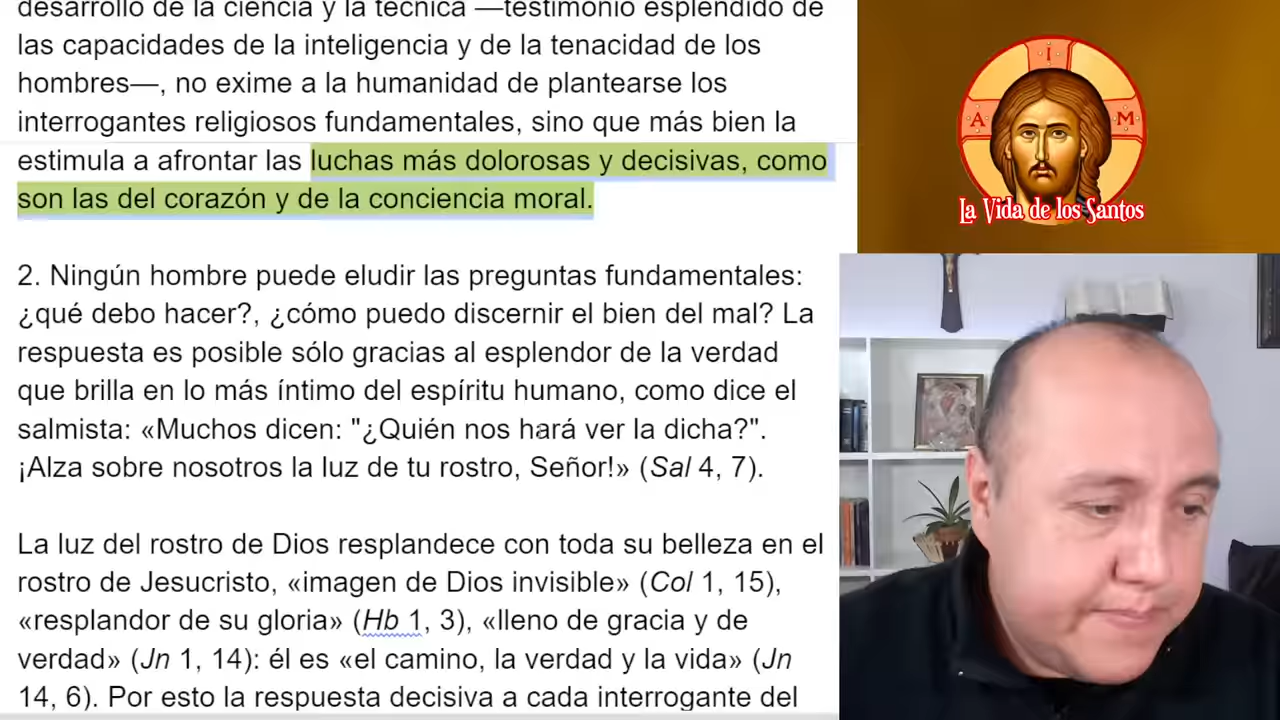 desarrollo de la ciencia y la técnica —testimonio espléndido de
las capacidades de la inteligencia y de la tenacidad de los
hombres—, no exime a la humanidad de plantearse los
interrogantes religiosos fundamentales, sino que más bien la
estimula a afrontar las luchas más dolorosas y decisivas, como
son las del corazón y de la conciencia moral.
2. Ningún hombre puede eludir las preguntas fundamentales:
¿qué debo hacer?, ¿cómo puedo discernir el bien del mal? La
respuesta es posible sólo gracias al esplendor de la verdad
que brilla en lo más íntimo del espíritu humano, como dice el
salmista: «Muchos dicen: "¿Quién nos hará ver la dicha?".
¡Alza sobre nosotros la luz de tu rostro, Señor!» (Sal 4, 7).
La luz del rostro de Dios resplandece con toda su belleza en el
rostro de Jesucristo, «imagen de Dios invisible» (Col 1, 15),
«resplandor de su gloria» (Hb 1, 3), «lleno de gracia y de
verdad» (Jn 1, 14): él es «el camino, la verdad y la vida» (Jn
14, 6). Por esto la respuesta decisiva a cada interrogante del
I
A M
La Vida de los Santos